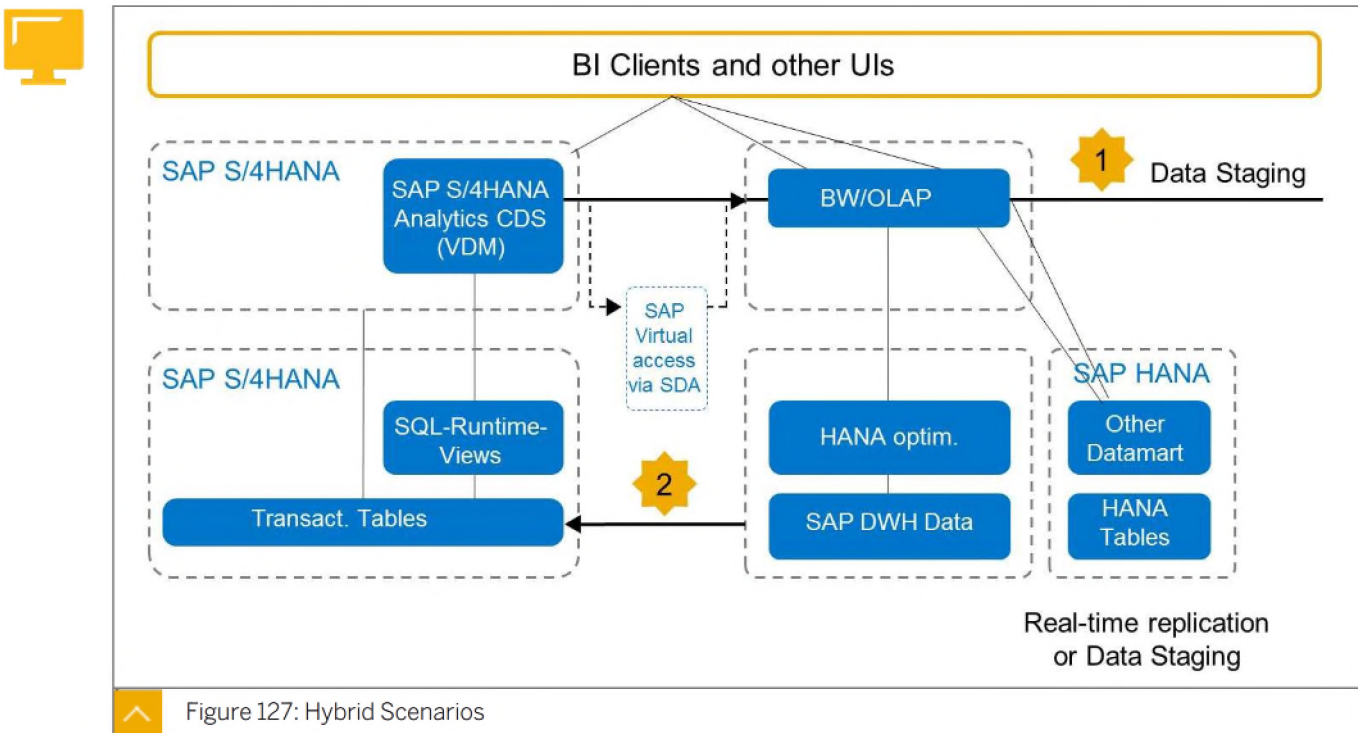 BI Clients and other UIs
SAP S/4HANA
SAP S/4HANA
Analytics CDS
(VDM)
BW/OLAP
1
Data Staging
SAP
Virtual
access
via SDA
SAP S/4HANA
SQL-Runtime-
Views
Transact. Tables
2
HANA optim.
SAP DWH Data
SAP HANA
Other
Datamart
HANA
Tables
Real-time replication
or Data Staging
Figure 127: Hybrid Scenarios